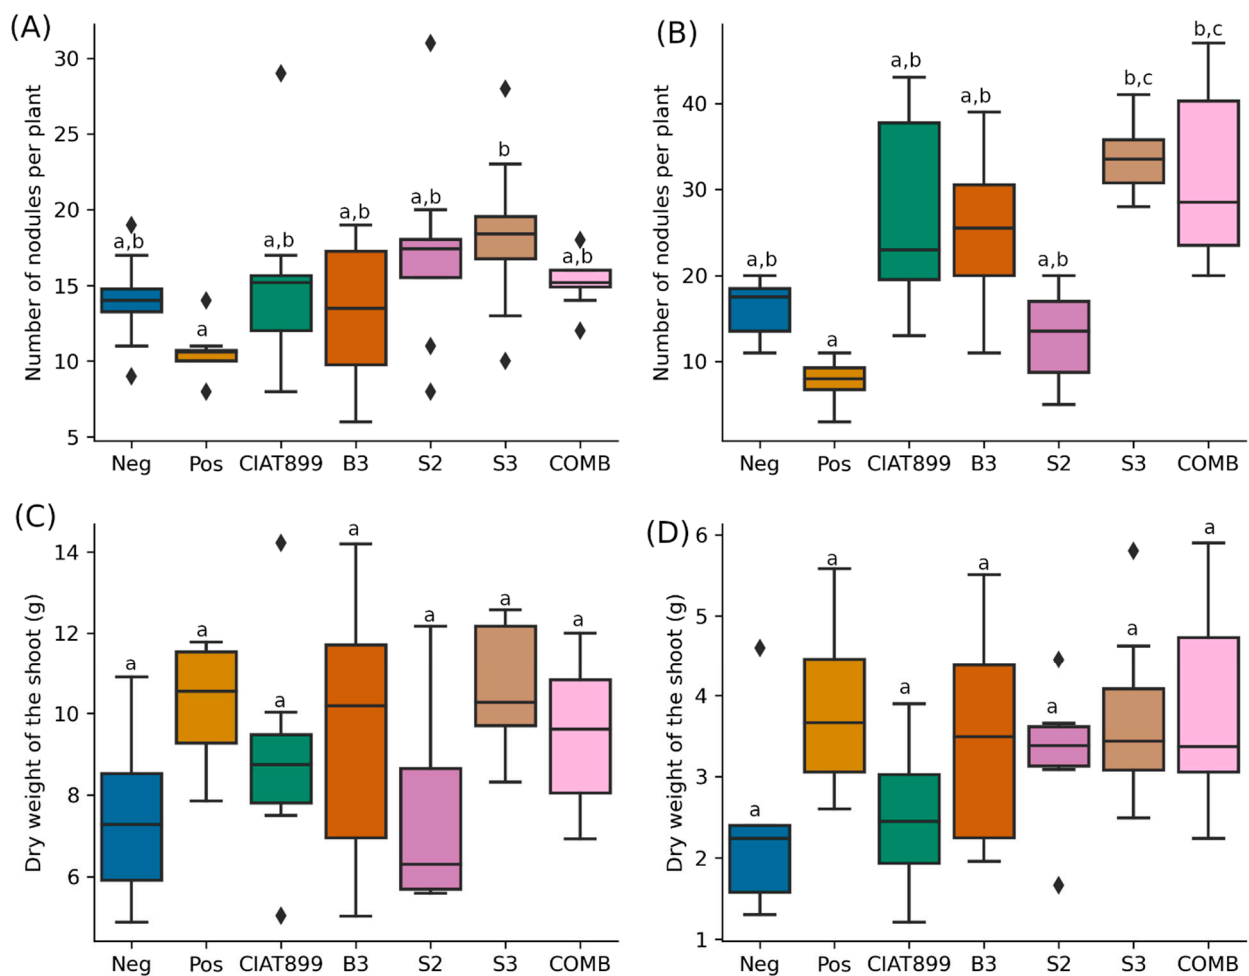 (A)
Number of nodules per plant
30
25
20
15
10
5
a,b
a
a,b
a,b
a,b
b
a,b
Neg Pos CIAT899 B3 S2 S3 COMB
(B)
Number of nodules per plant
40
30
20
10
a,b
a
a,b
a,b
a,b
b,c
b,c
Neg Pos CIAT899 B3 S2 S3 COMB
(C)
Dry weight of the shoot (g)
14
12
10
8
6
a
a
a
a
a
a
a
Neg Pos CIAT899 B3 S2 S3 COMB
(D)
Dry weight of the shoot (g)
6
5
4
3
2
1
a
a
a
a
a
a
a
Neg Pos CIAT899 B3 S2 S3 COMB